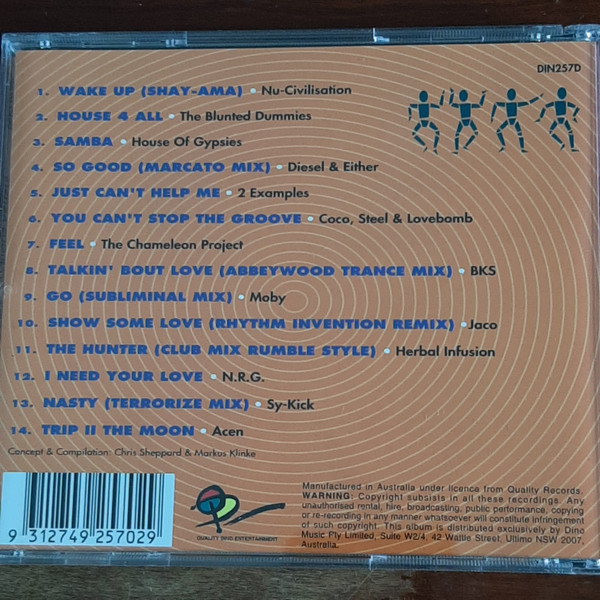 DIN257D
1. WAKE UP (SHAY-AMA) • Nu-Civilisation
2. HOUSE 4 ALL • The Blunted Dummies
3. SAMBA • House Of Gypsies
4. SO GOOD (MARCATO MIX) • Diesel & Either
5. JUST CAN'T HELP ME • 2 Examples
6. YOU CAN'T STOP THE GROOVE • Coco, Steel & Lovebomb
7. FEEL • The Chameleon Project
8. TALKIN' BOUT LOVE (ABBEYWOOD TRANCE MIX) • BKS
9. GO (SUBLIMINAL MIX) • Moby
10. SHOW SOME LOVE (RHYTHM INVENTION REMIX) • Jaco
11. THE HUNTER (CLUB MIX RUMBLE STYLE) • Herbal Infusion
12. I NEED YOUR LOVE • N.R.G.
13. NASTY (TERRORIZE MIX) • Sy-Kick
14. TRIP II THE MOON • Acen
Concept & Compilation: Chris Sheppard & Markus Klinke
9 312749 257029
QUALITY DINO ENTERTAINMENT
Manufactured in Australia under licence from Quality Records.
WARNING: Copyright subsists in all these recordings. Any
unauthorised rental, hire, broadcasting, public performance, copying
or re-recording in any manner whatsoever will constitute infringement
of such copyright. This album is distributed exclusively by Dino
Music Pty Limited, Suite W2/4, 42 Wattle Street, Ultimo NSW 2007,
Australia.